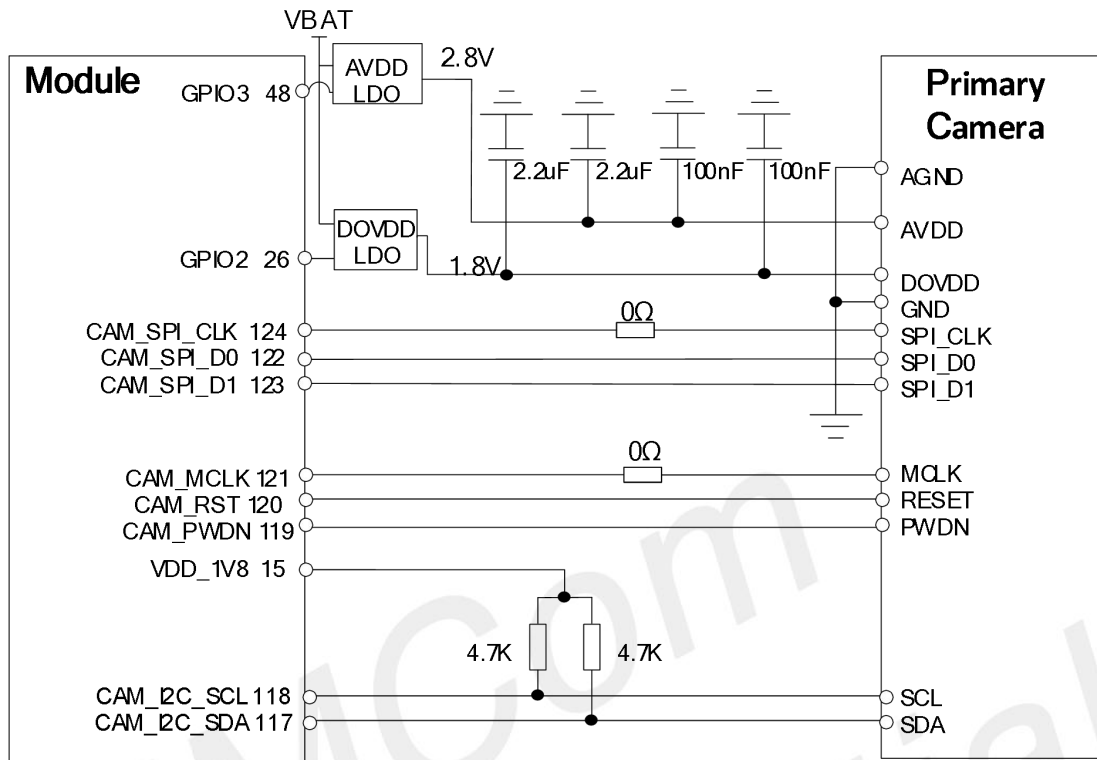 VBAT
Module
AVDD
LDO
2.8V
Primary
Camera
GPIO3 48
2.2uF
2.2uF
100nF
100nF
AGND
AVDD
DOVDD
LDO
1.8V
GPIO2 26
DOVDD
GND
0Ω
CAM_SPI_CLK 124
SPI_CLK
CAM_SPI_D0 122
SPI_D0
CAM_SPI_D1 123
SPI_D1
0Ω
CAM_MCLK 121
MCLK
CAM_RST 120
RESET
CAM_PWDN 119
PWDN
VDD_1V8 15
4.7K
4.7K
CAM_I2C_SCL 118
SCL
CAM_I2C_SDA 117
SDA